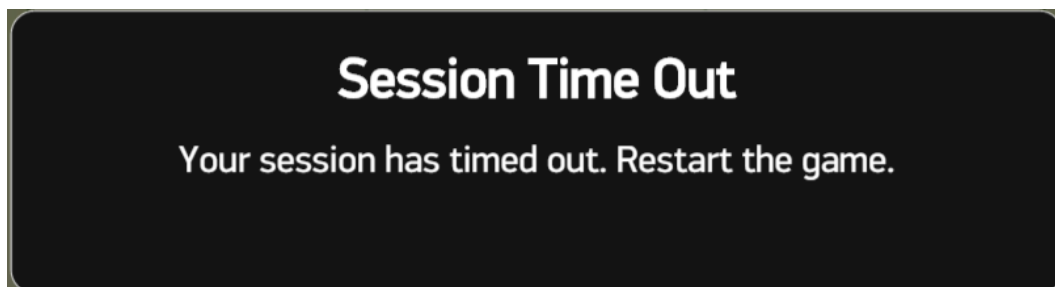 Session Time Out
Your session has timed out. Restart the game.